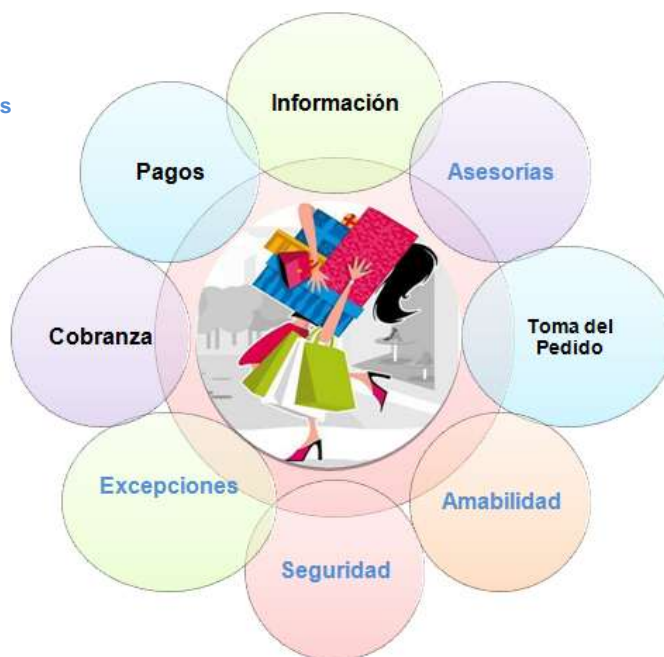 Información
s
Pagos
Asesorías
Cobranza
Toma del
Pedido
Excepciones
Amabilidad
Seguridad